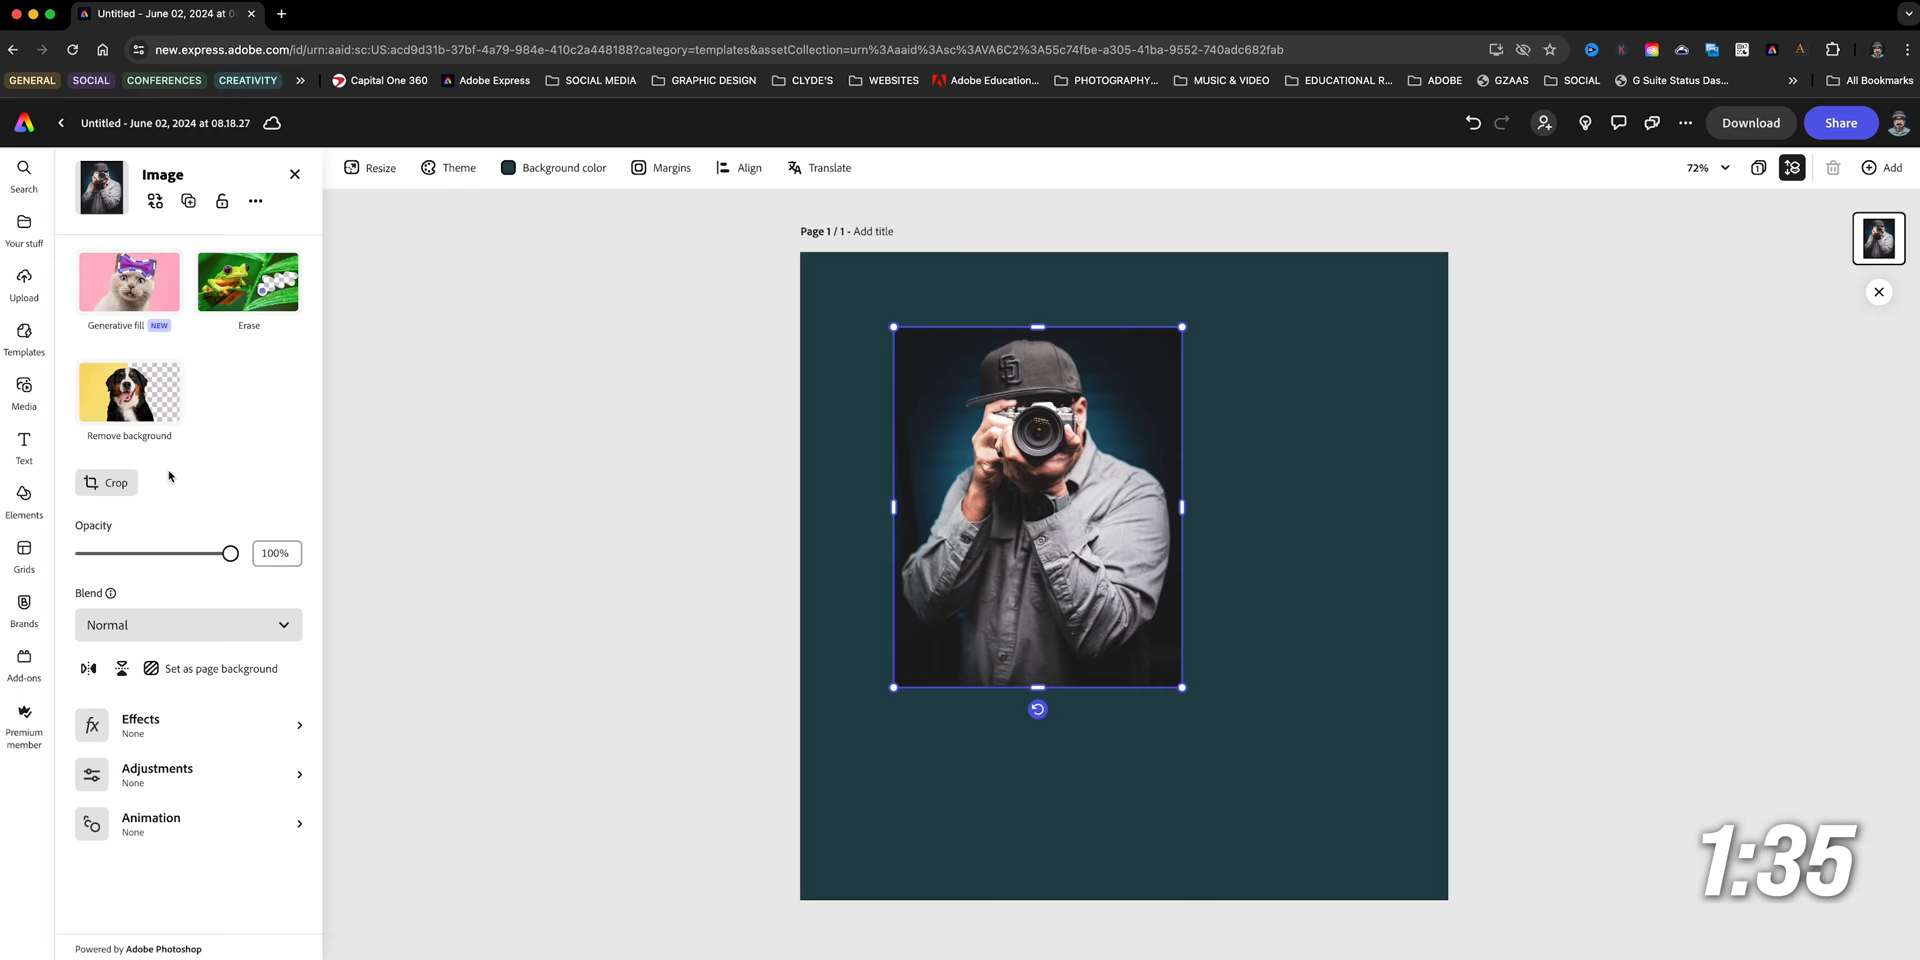 Untitled - June 02, 2024 at 0
new.express.adobe.com/id/urn:aaid:sc:US:acd9d31b-37bf-4a79-984e-410c2a448188?category=templates&assetCollection=urn%3Aaaid%3Asc%3AVA6C2%3A55c74fbe-a305-41ba-9552-740adc682fab
GENERAL SOCIAL CONFERENCES CREATIVITY » Capital One 360 Adobe Express SOCIAL MEDIA GRAPHIC DESIGN CLYDE'S WEBSITES Adobe Education... PHOTOGRAPHY... MUSIC & VIDEO EDUCATIONAL R... ADOBE GZAAS SOCIAL G Suite Status Das... » All Bookmarks
Untitled - June 02, 2024 at 08.18.27 Download Share
Resize Theme Background color Margins Align Translate 72% Add
Search
Your stuff
Upload
Templates
Media
Text
Elements
Grids
Brands
Add-ons
Premium
member
Image
Generative fill NEW Erase
Remove background
Crop
Opacity
100%
Blend
Normal
Set as page background
fx Effects
None
Adjustments
None
Animation
None
Powered by Adobe Photoshop
Page 1 / 1 - Add title
SD
1:35